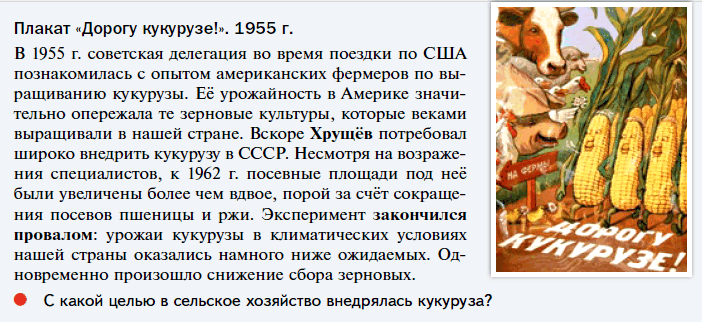 Плакат «Дорогу кукурузе!». 1955 г.
В 1955 г. советская делегация во время поездки по США
познакомилась с опытом американских фермеров по вы-
ращиванию кукурузы. Её урожайность в Америке значи-
тельно опережала те зерновые культуры, которые веками
выращивали в нашей стране. Вскоре Хрущёв потребовал
широко внедрить кукурузу в СССР. Несмотря на возраже-
ния специалистов, к 1962 г. посевные площади под неё
были увеличены более чем вдвое, порой за счёт сокраще-
ния посевов пшеницы и ржи. Эксперимент закончился
провалом: урожаи кукурузы в климатических условиях
нашей страны оказались намного ниже ожидаемых. Од-
новременно произошло снижение сбора зерновых.
С какой целью в сельское хозяйство внедрялась кукуруза?
НА ФЕРМЫ
ДОРОГУ
КУКУРУЗЕ!